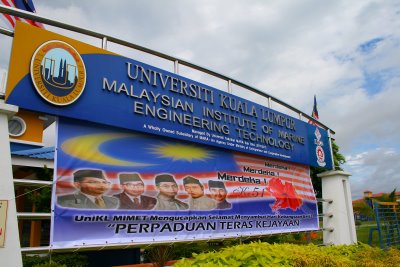 UNIVERSITI KUALA LUMPUR
MALAYSIAN INSTITUTE OF MARINE
ENGINEERING TECHNOLOGY
Merdeka !
Merdeka !
Merdeka !
UniKL MIMET Mengucapkan Selamat Menyambut Hari Kebangsaan
"PERPADUAN TERAS KEJAYAAN